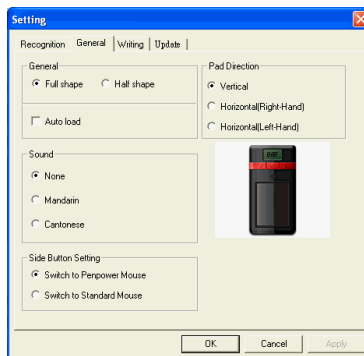 Setting
Recognition General Writing Update
General
Full shape Half shape
Auto load
Sound
None
Mandarin
Cantonese
Side Button Setting
Switch to Penpower Mouse
Switch to Standard Mouse
Pad Direction
Vertical
Horizontal(Right-Hand)
Horizontal(Left-Hand)
OK Cancel Apply